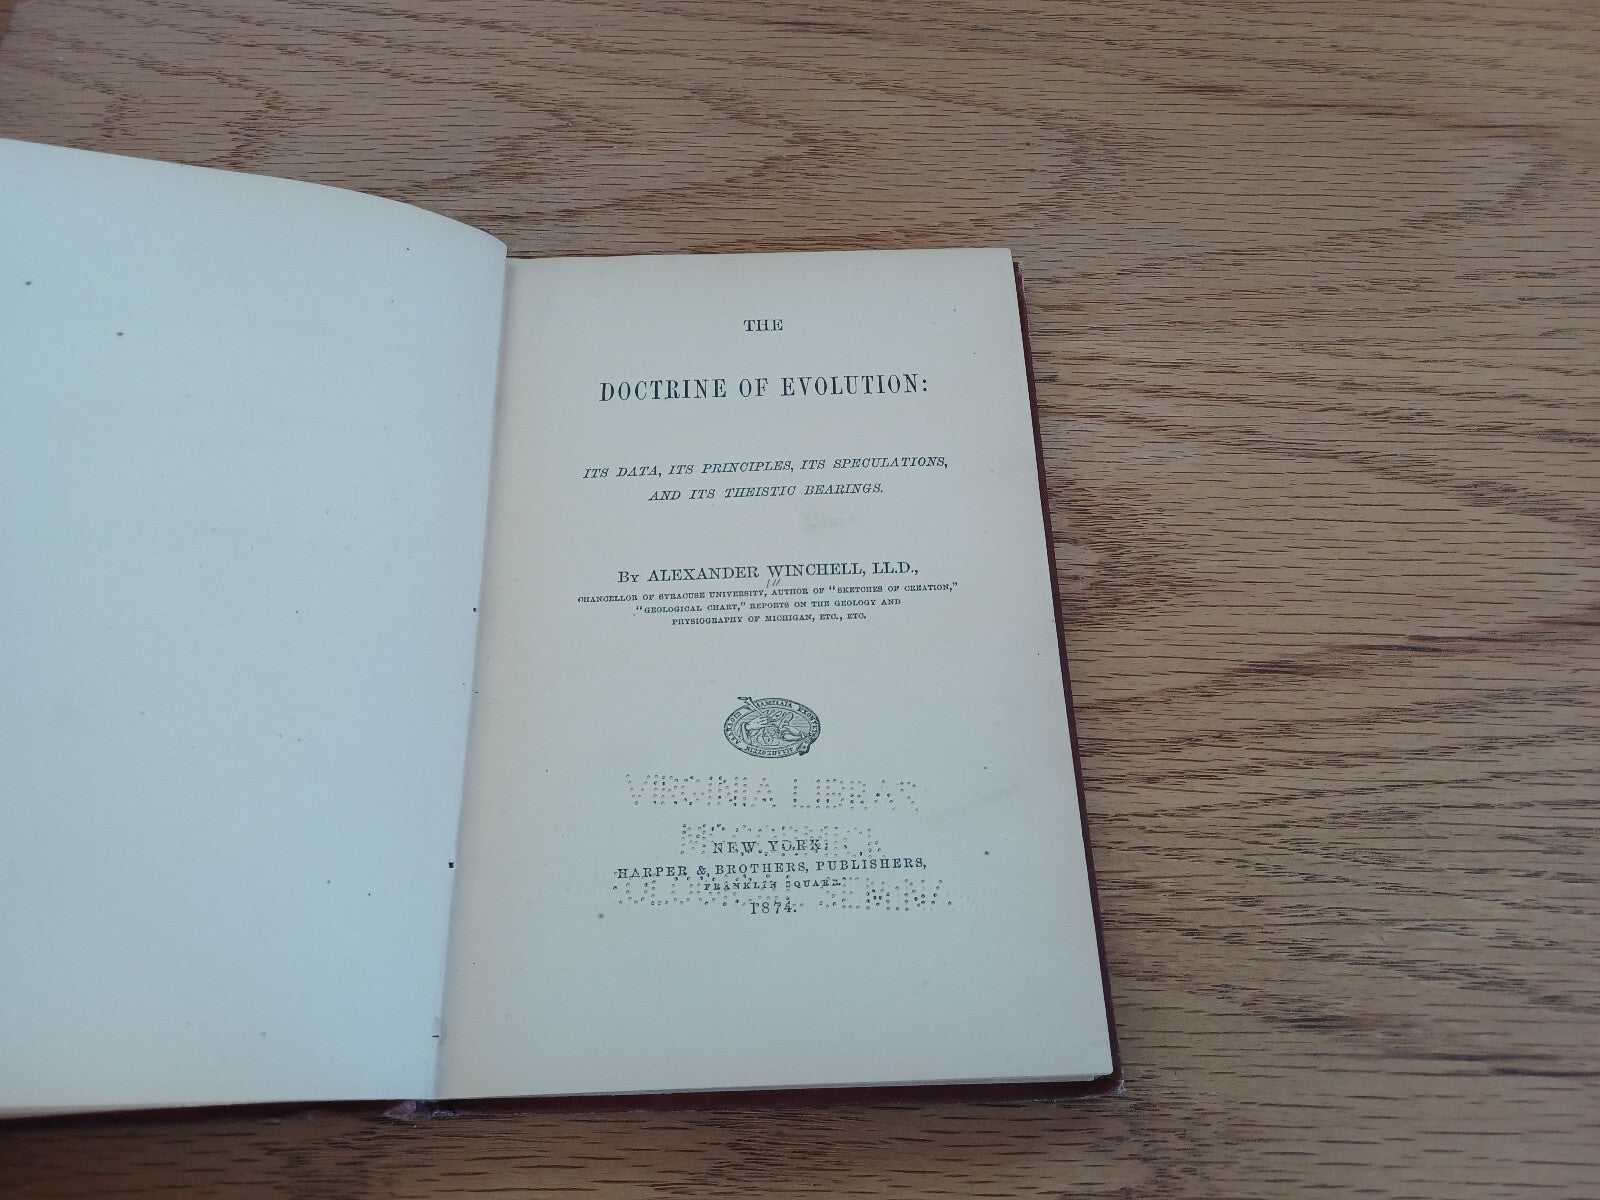 THE
DOCTRINE OF EVOLUTION:
ITS DATA, ITS PRINCIPLES, ITS SPECULATIONS,
AND ITS THEISTIC BEARINGS.
BY ALEXANDER WINCHELL, LL.D.,
CHANCELLOR OF SYRACUSE UNIVERSITY, AUTHOR OF "SKETCHES OF CREATION,"
"GEOLOGICAL CHART," REPORTS ON THE GEOLOGY AND
PHYSIOGRAPHY OF MICHIGAN, ETC., ETC.
VIRGINIA LIBRAR
NEW YORK:
HARPER & BROTHERS, PUBLISHERS,
FRANKLIN SQUARE.
1874.